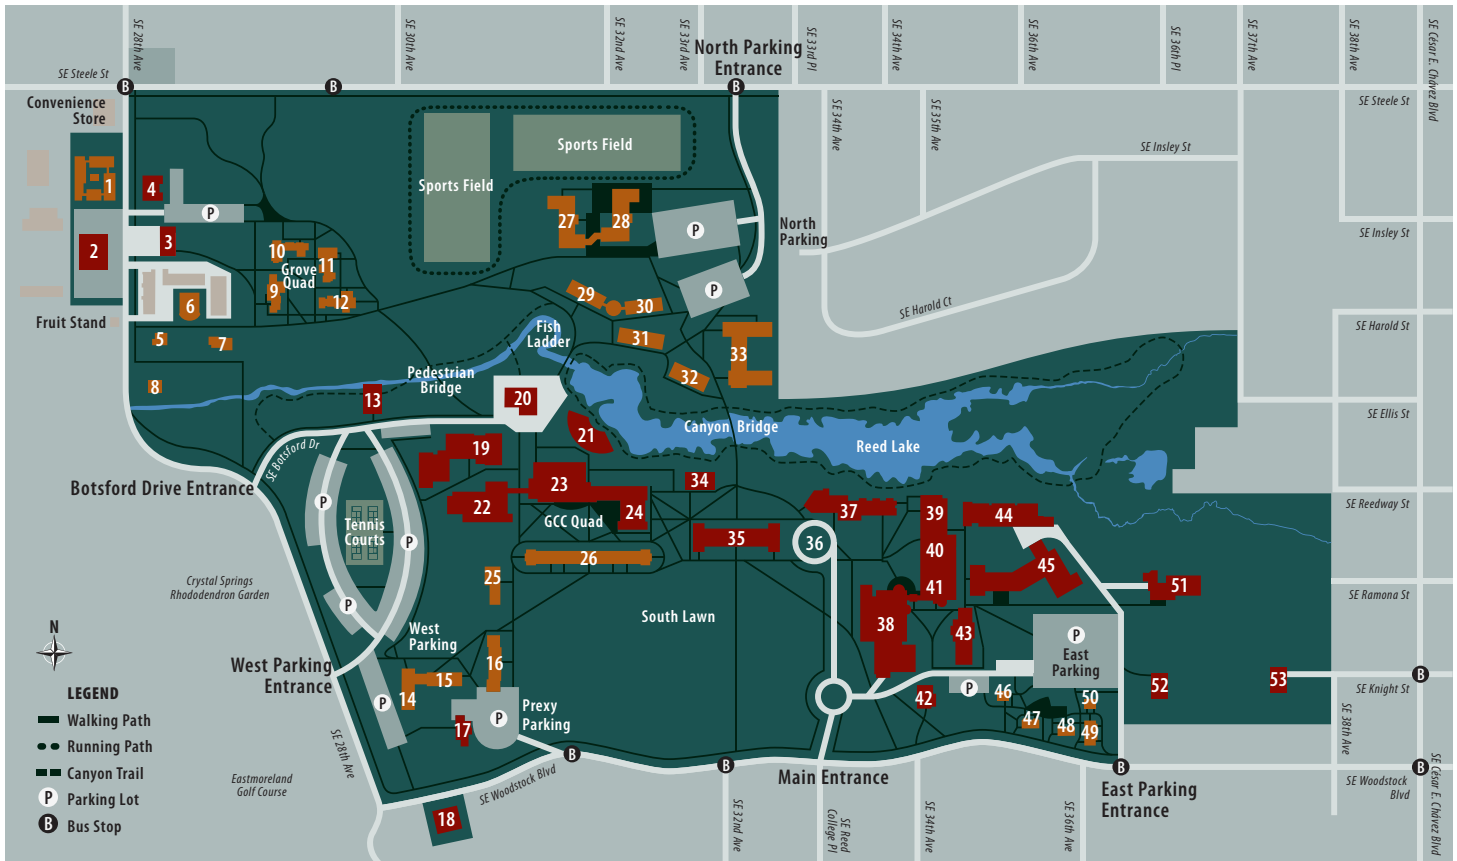 SE 28th Ave
SE 30th Ave
SE 32nd Ave
SE 33rd Ave
SE 33rd Pl
SE 34th Ave
SE 36th Ave
SE 36th Pl
SE 37th Ave
SE 38th Ave
SE César E. Chávez Blvd
North Parking
Entrance
SE Steele St
B
B
B
Convenience
Store
SE Steele St
SE 34th Ave
SE 35th Ave
Sports Field
Sports Field
SE Insley St
1
4
P
2
3
27
28
P
North
Parking
SE Insley St
10
11
Grove
Quad
9
12
6
P
29
30
SE Harold Ct
Fruit Stand
5
7
Fish
Ladder
31
33
SE Harold St
8
Pedestrian
Bridge
32
13
20
SE Ellis St
21
Canyon Bridge
Reed Lake
SE Botsford Dr
19
Botsford Drive Entrance
23
34
P
22
24
GCC Quad
37
39
44
SE Reedway St
Tennis
Courts
P
35
36
40
26
45
25
41
51
Crystal Springs
Rhododendron Garden
SE Ramona St
P
South Lawn
38
43
West
Parking
P
East
Parking
N
West Parking
Entrance
16
15
14
P
P
46
42
50
52
53
B
SE Knight St
LEGEND
Walking Path
Running Path
Canyon Trail
P
Parking Lot
B
Bus Stop
17
P
Prexy
Parking
47
48
49
SE 38th Ave
SE 28th Ave
B
B
Main Entrance
B
B
SE Woodstock
Blvd
Eastmoreland
Golf Course
SE Woodstock Blvd
East Parking
Entrance
18
SE 32nd Ave
SE Reed
College Pl
SE 34th Ave
SE 36th Ave
SE César E. Chávez Blvd